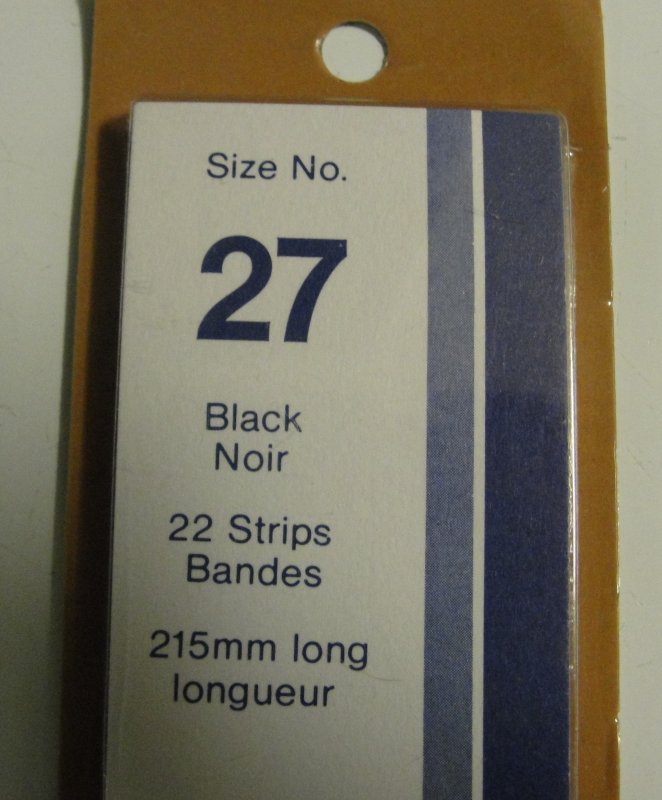 Size No.
27
Black
Noir
22 Strips
Bandes
215mm long
longueur